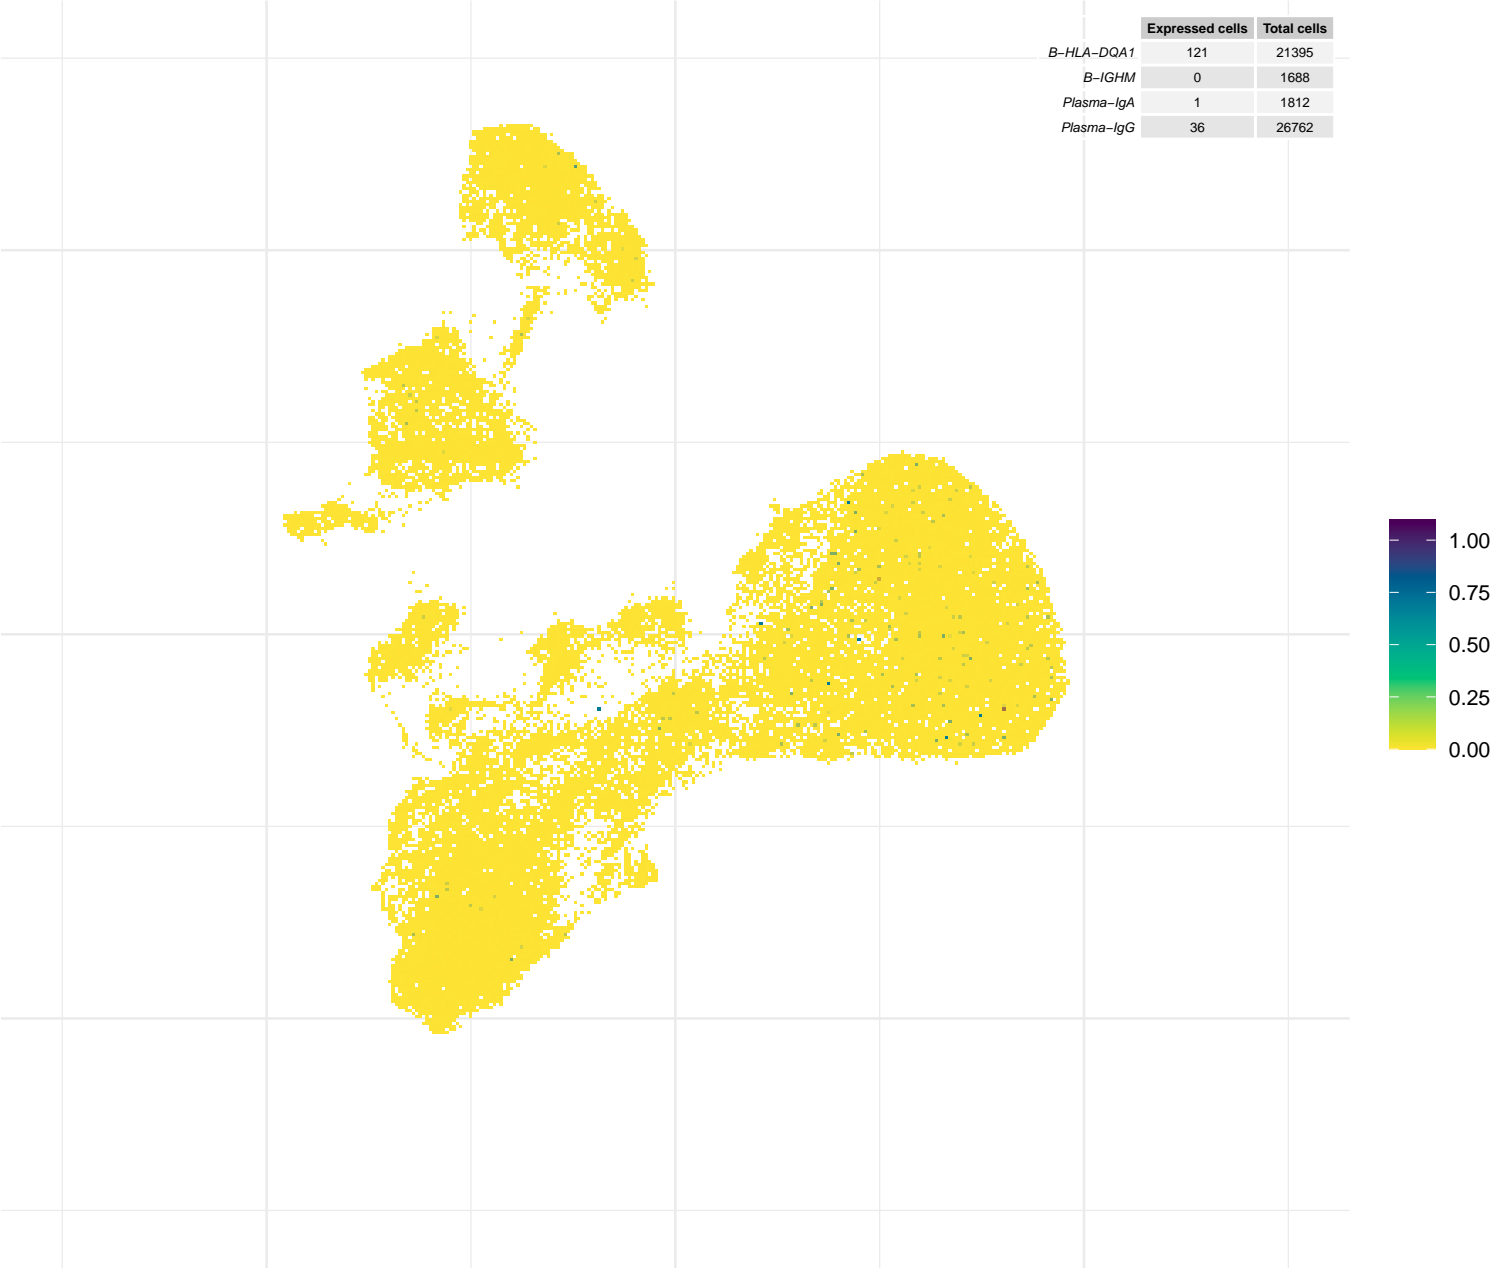 Expressed cells Total cells
B−HLA−DQA1 121 21395
B−IGHM 0 1688
Plasma−IgA 1 1812
Plasma−IgG 36 26762
1.00
0.75
0.50
0.25
0.00